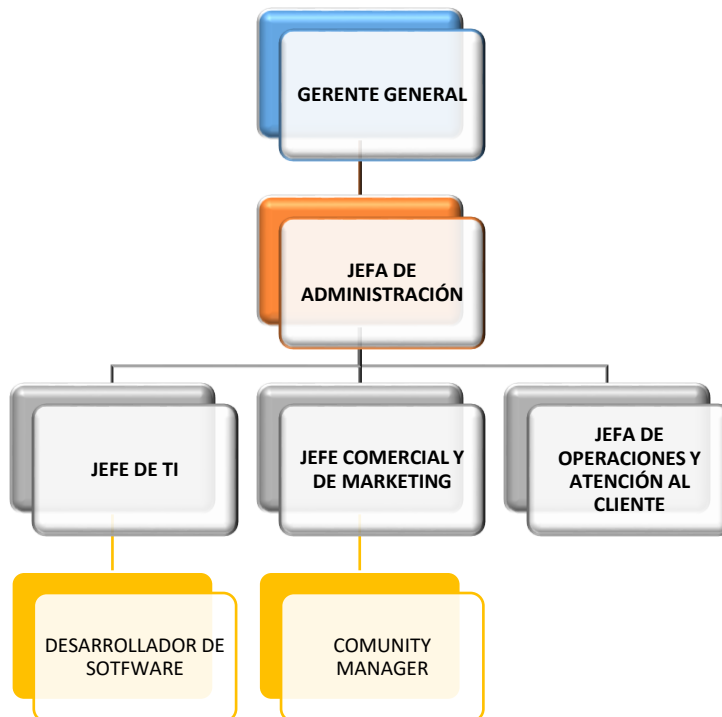 GERENTE GENERAL
JEFA DE
ADMINISTRACIÓN
JEFE DE TI
JEFE COMERCIAL Y
DE MARKETING
JEFA DE
OPERACIONES Y
ATENCIÓN AL
CLIENTE
DESARROLLADOR DE
SOTFWARE
COMUNITY
MANAGER